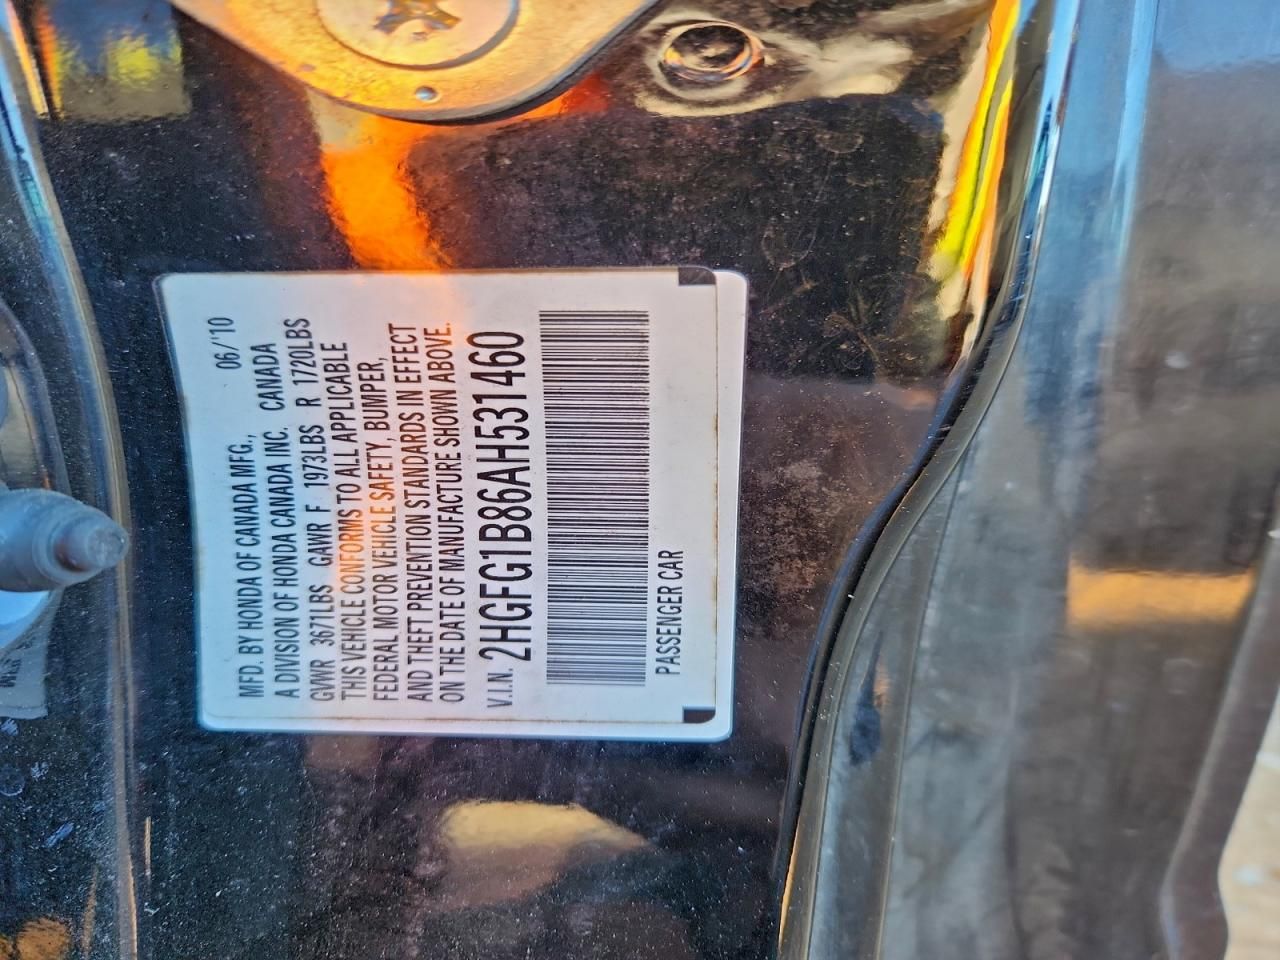 MFD. BY HONDA OF CANADA MFG., 06/'10
A DIVISION OF HONDA CANADA INC. CANADA
GVWR 3671LBS GAWR F 1973LBS R 1720LBS
THIS VEHICLE CONFORMS TO ALL APPLICABLE
FEDERAL MOTOR VEHICLE SAFETY, BUMPER,
AND THEFT PREVENTION STANDARDS IN EFFECT
ON THE DATE OF MANUFACTURE SHOWN ABOVE.
V.I.N. 2HGFG1B86AH531460
PASSENGER CAR